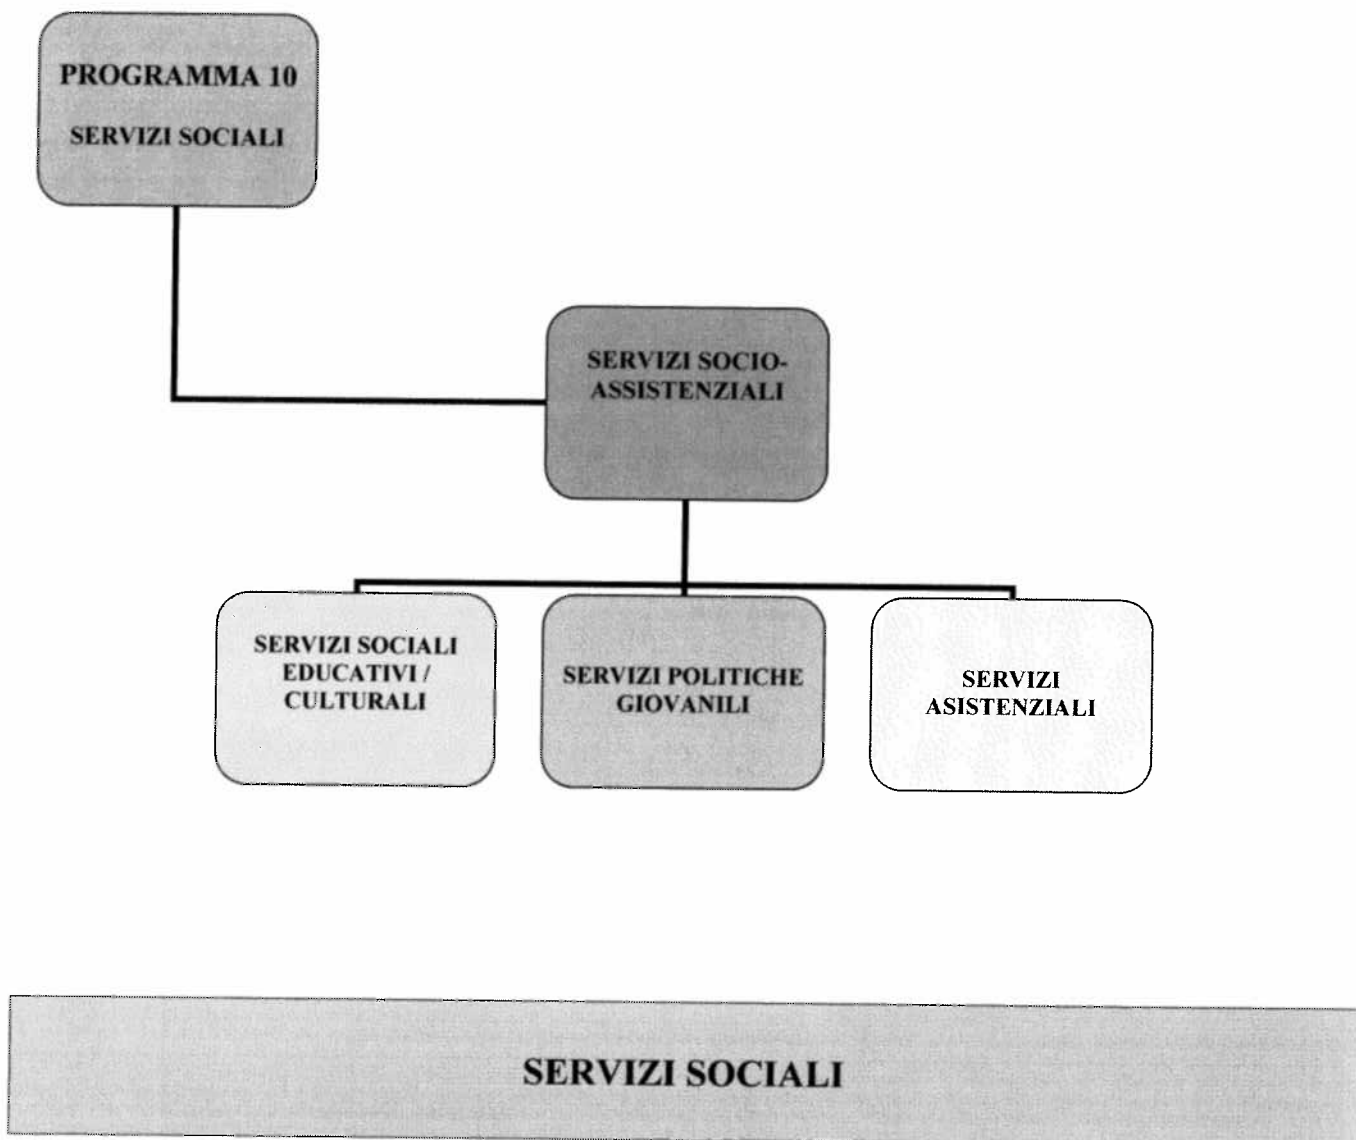 PROGRAMMA 10
SERVIZI SOCIALI
SERVIZI SOCIO-
ASSISTENZIALI
SERVIZI SOCIALI
EDUCATIVI /
CULTURALI
SERVIZI POLITICHE
GIOVANILI
SERVIZI
ASISTENZIALI
SERVIZI SOCIALI